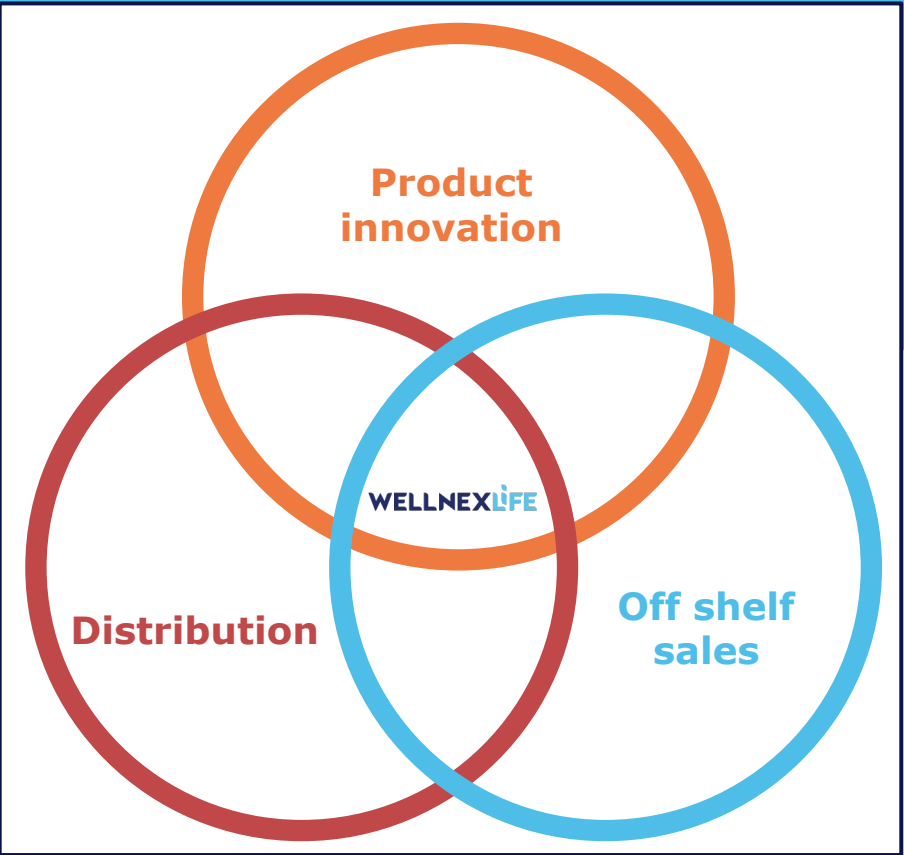 Product
innovation
WELLNEXLIFE
Distribution
Off shelf
sales